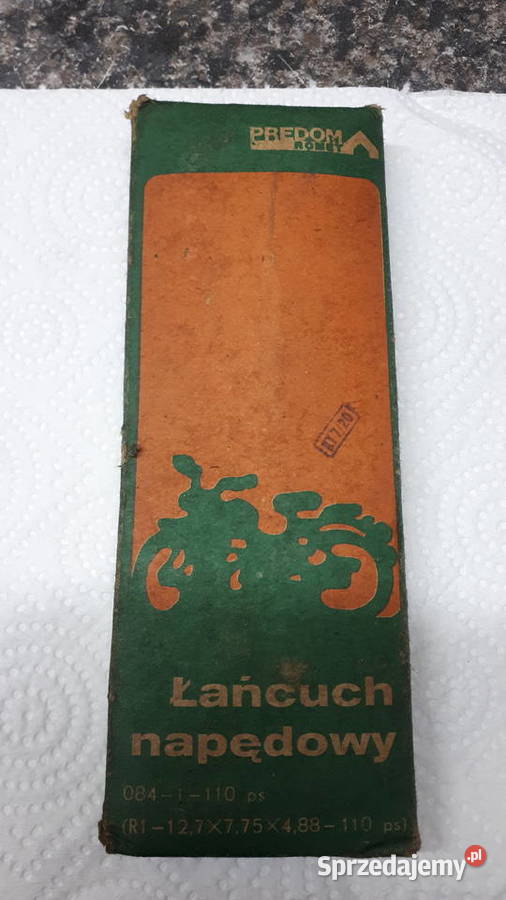 PREDOM
ROMET
KT7/20
Łańcuch
napędowy
084-1-110 ps
(R1-12,7×7,75×4,88-110 ps)
Sprzedajemy.pl